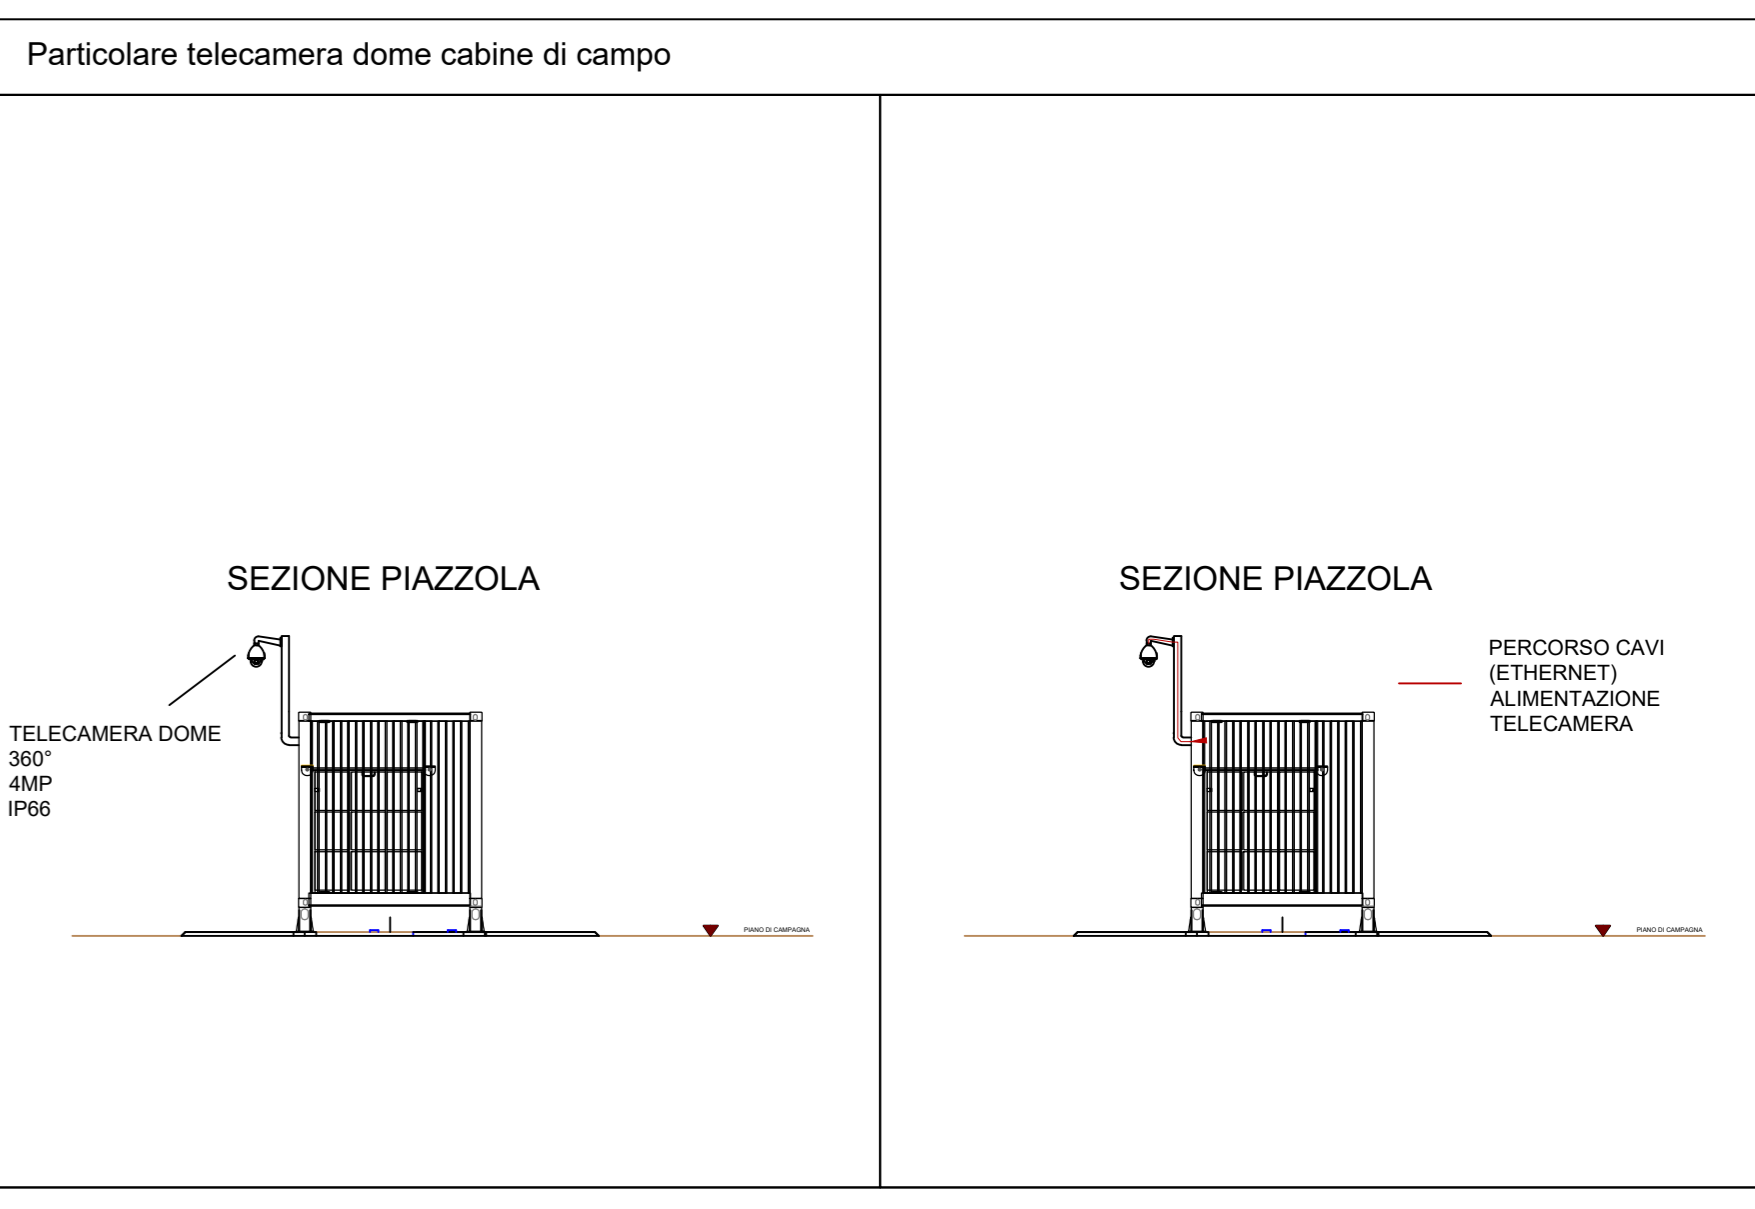 Particolare telecamera dome cabine di campo
SEZIONE PIAZZOLA
TELECAMERA DOME
360°
4MP
IP66
PIANO DI CAMPAGNA
SEZIONE PIAZZOLA
PERCORSO CAVI
(ETHERNET)
ALIMENTAZIONE
TELECAMERA
PIANO DI CAMPAGNA